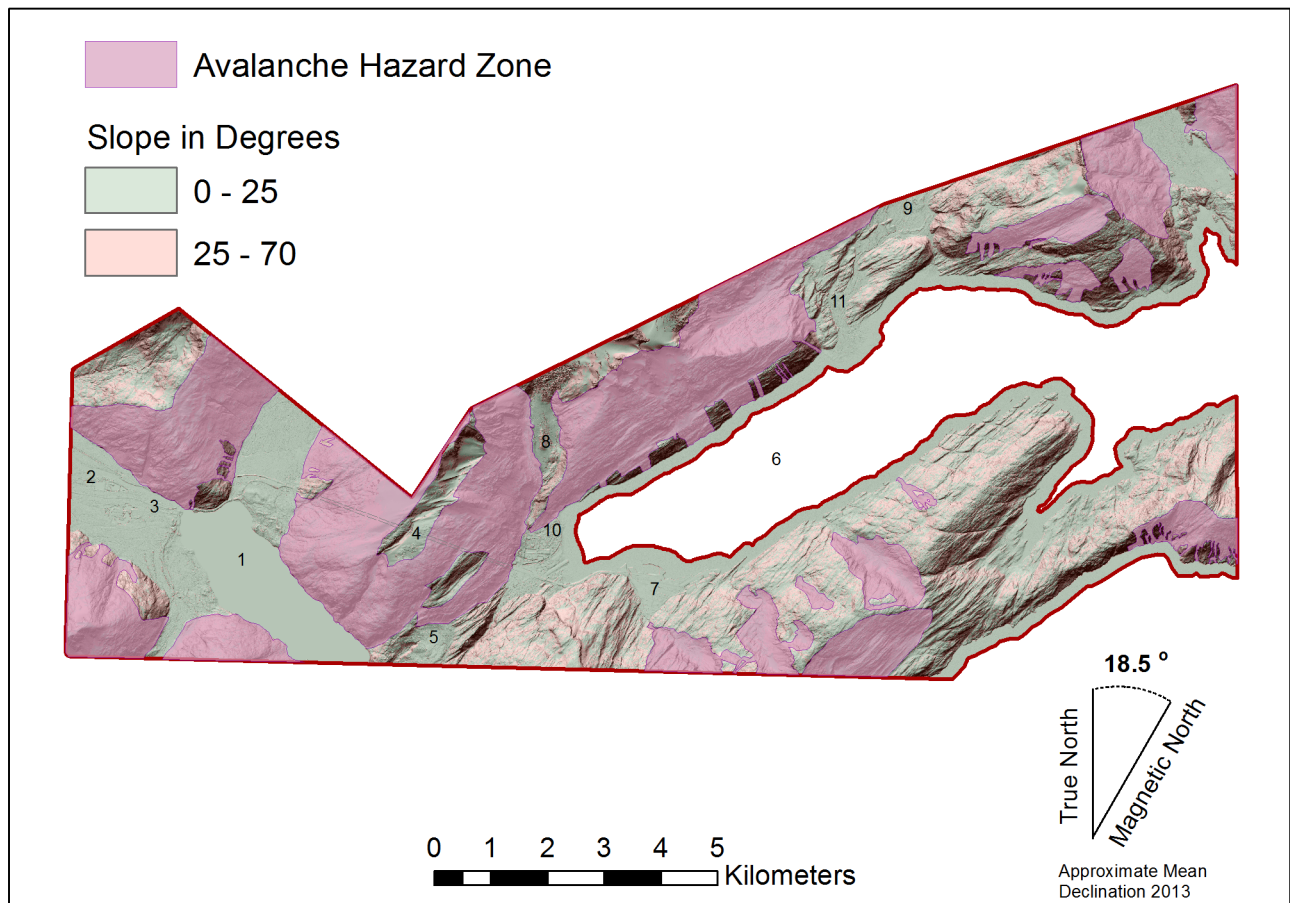 Avalanche Hazard Zone
Slope in Degrees
0 - 25
25 - 70
9
11
8
2
3
6
4
10
1
7
5
18.5 °
True North
Magnetic North
0 1 2 3 4 5
Kilometers
Approximate Mean
Declination 2013